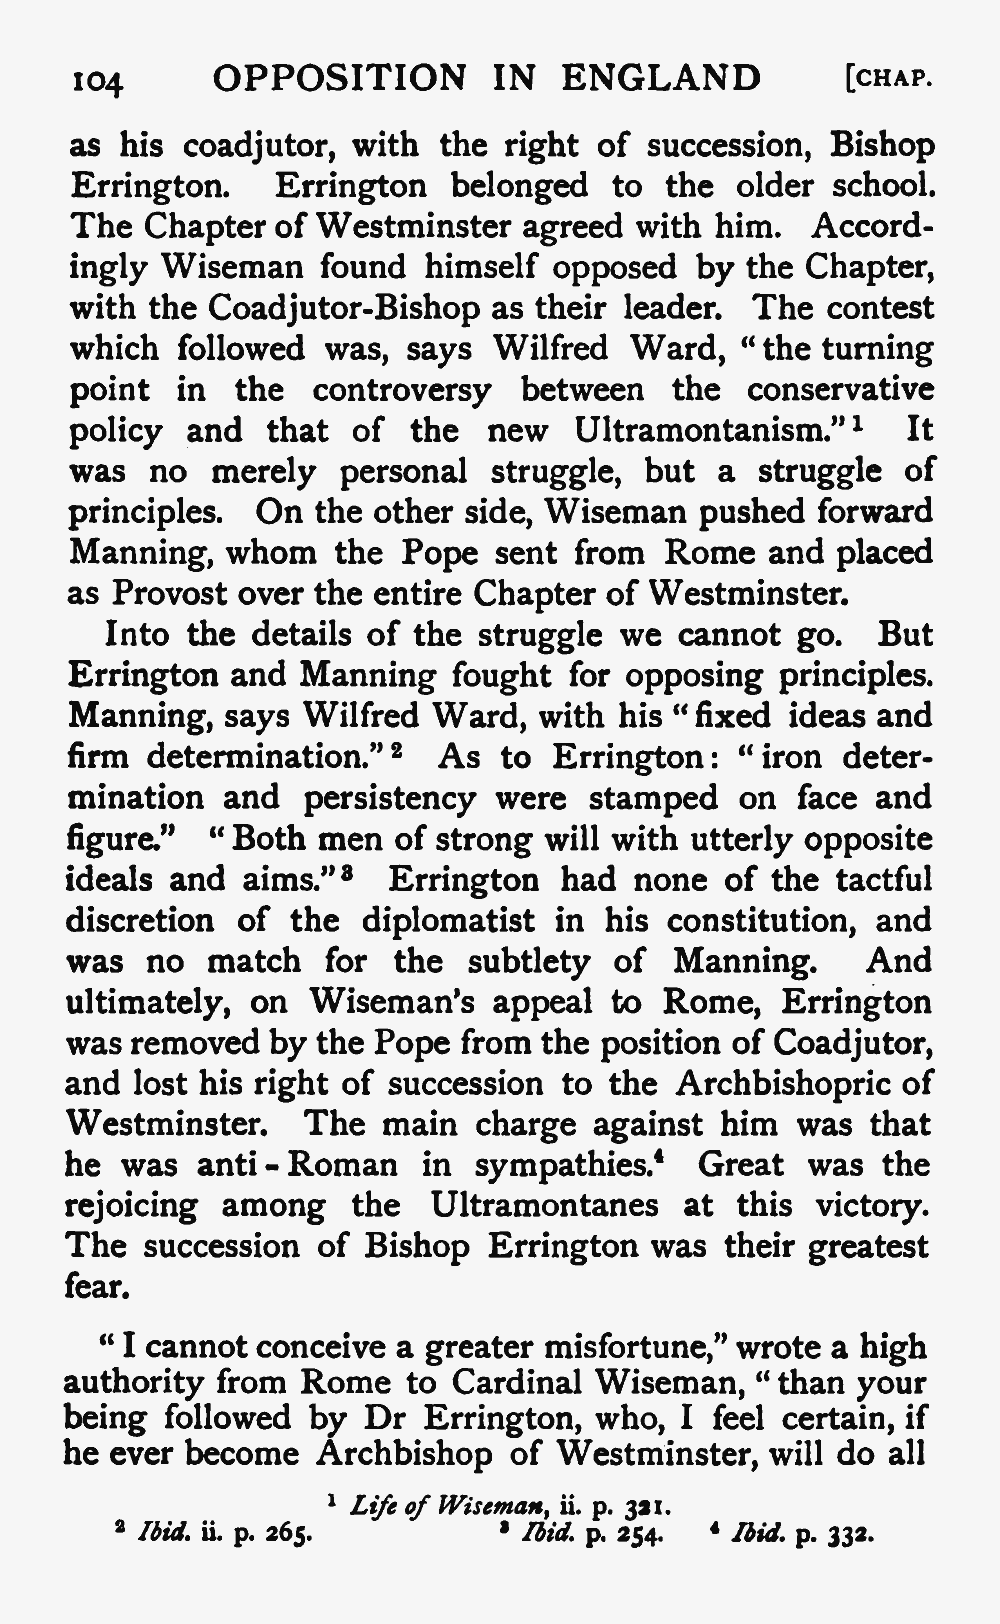 104 OPPOSITION IN ENGLAND [CHAP.
as his coadjutor, with the right of succession, Bishop
Errington. Errington belonged to the older school.
The Chapter of Westminster agreed with him. Accord-
ingly Wiseman found himself opposed by the Chapter,
with the Coadjutor-Bishop as their leader. The contest
which followed was, says Wilfred Ward, “the turning
point in the controversy between the conservative
policy and that of the new Ultramontanism.”¹ It
was no merely personal struggle, but a struggle of
principles. On the other side, Wiseman pushed forward
Manning, whom the Pope sent from Rome and placed
as Provost over the entire Chapter of Westminster.
Into the details of the struggle we cannot go. But
Errington and Manning fought for opposing principles.
Manning, says Wilfred Ward, with his “fixed ideas and
firm determination.”² As to Errington: “iron deter-
mination and persistency were stamped on face and
figure.” “Both men of strong will with utterly opposite
ideals and aims.”³ Errington had none of the tactful
discretion of the diplomatist in his constitution, and
was no match for the subtlety of Manning. And
ultimately, on Wiseman’s appeal to Rome, Errington
was removed by the Pope from the position of Coadjutor,
and lost his right of succession to the Archbishopric of
Westminster. The main charge against him was that
he was anti-Roman in sympathies.⁴ Great was the
rejoicing among the Ultramontanes at this victory.
The succession of Bishop Errington was their greatest
fear.
“I cannot conceive a greater misfortune,” wrote a high
authority from Rome to Cardinal Wiseman, “than your
being followed by Dr Errington, who, I feel certain, if
he ever become Archbishop of Westminster, will do all
¹ Life of Wiseman, ii. p. 321.
² Ibid. ii. p. 265. ³ Ibid. p. 254. ⁴ Ibid. p. 332.